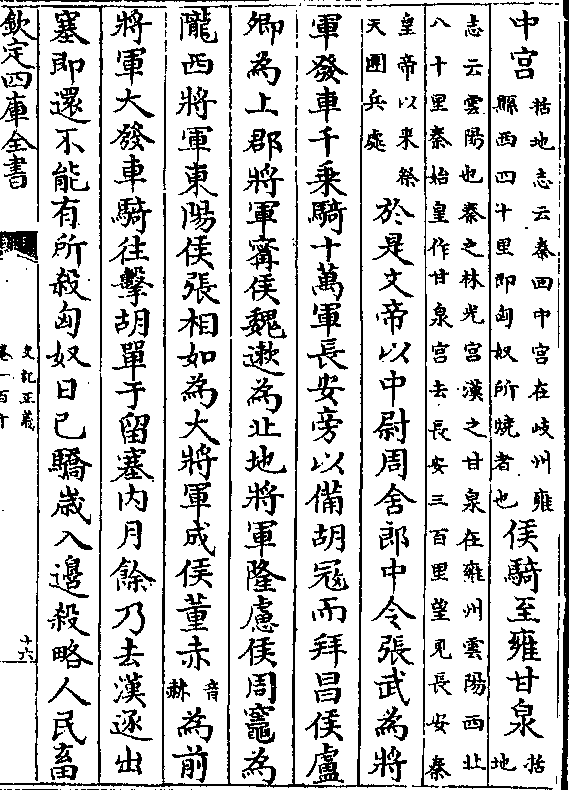 中宫括地志云秦回中宫在岐州雍縣西四十里即匈奴所燒者也侯騎至雍甘泉括地
志云雲陽也秦之林光宫漢之甘泉在雍州雲陽西北八十里秦始皇作甘泉宫去長安三百里望見長安秦
皇帝以来祭天圜兵處於是文帝以中尉周舍郎中令張武為將
軍發車千乘騎十萬軍長安旁以備胡冦而拜昌侯盧
卿為上郡將軍甯侯魏遬為北地將軍隆慮侯周竈為
隴西將軍東陽侯張相如為大將軍成侯董赤音赫為前
將軍大發車騎往擊胡單于留塞内月餘乃去漢逐出
塞即還不能有所殺匈奴日已驕歲入邊殺略人民畜
欽定四庫全書
史記正義
卷一百十
十六